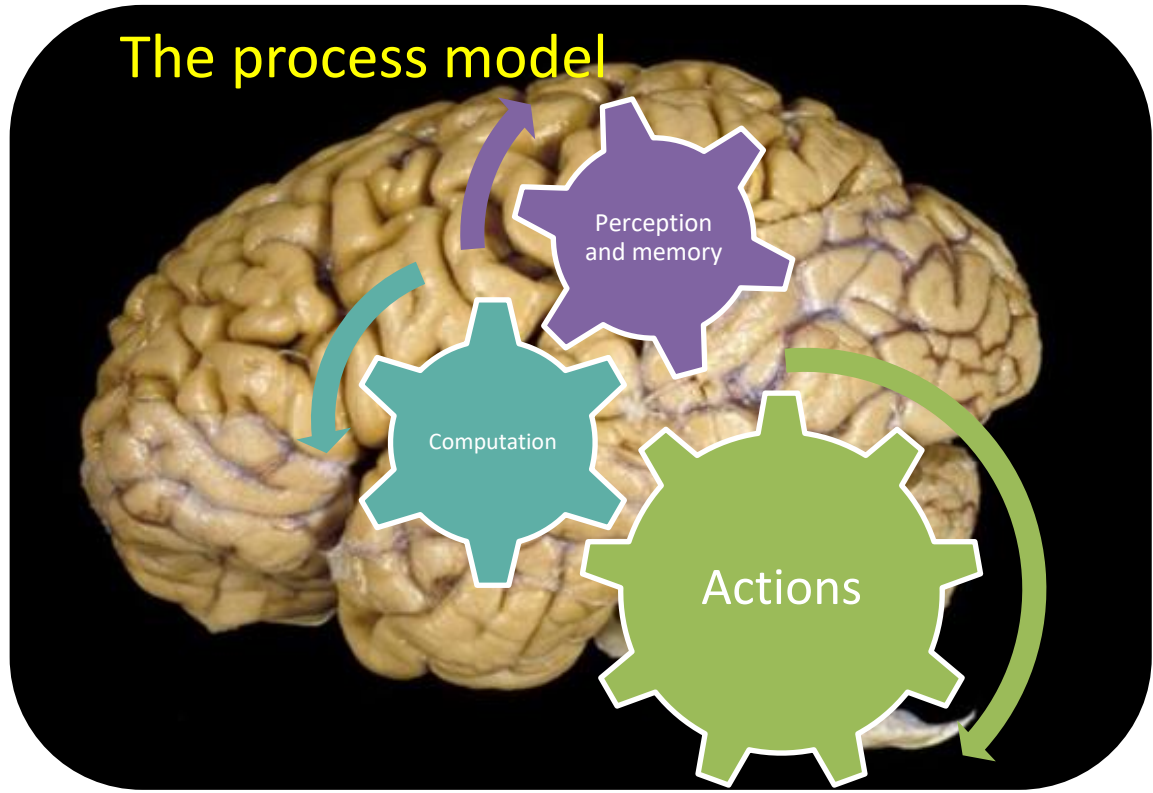 The process model
Perception
and memory
Computation
Actions